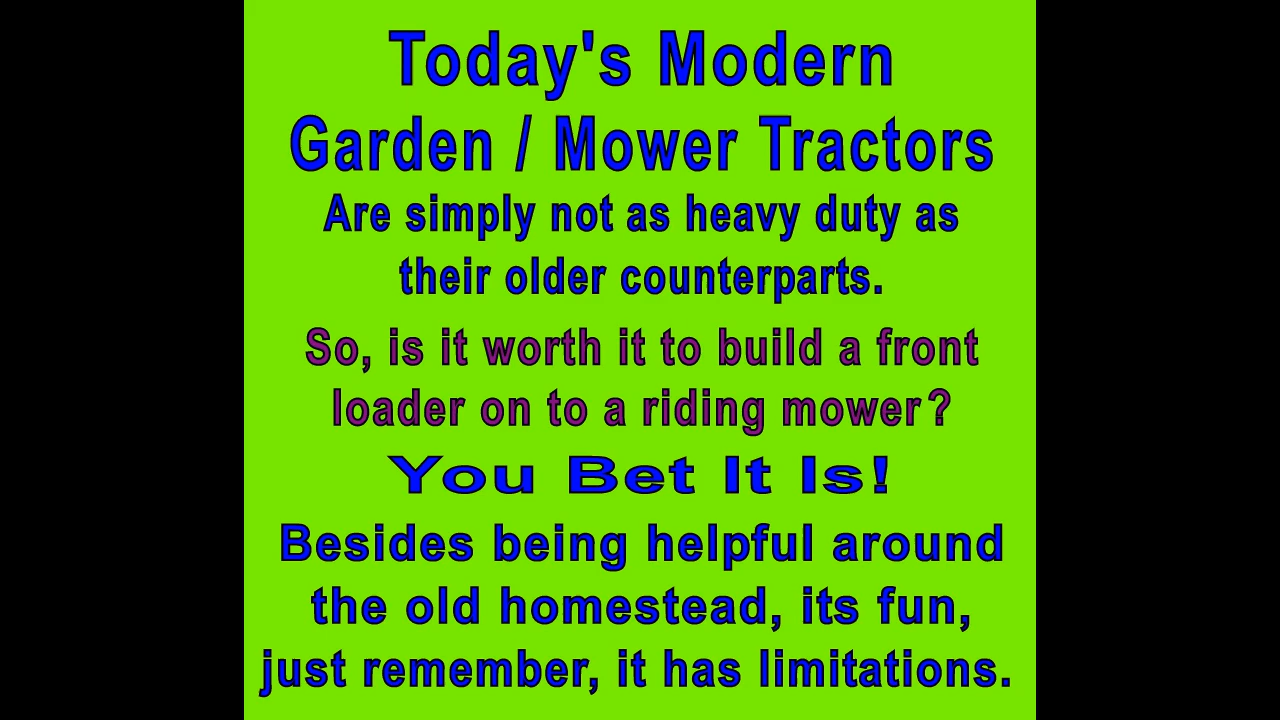 Today's Modern
Garden / Mower Tractors
Are simply not as heavy duty as
their older counterparts.
So, is it worth it to build a front
loader on to a riding mower?
You Bet It Is!
Besides being helpful around
the old homestead, its fun,
just remember, it has limitations.